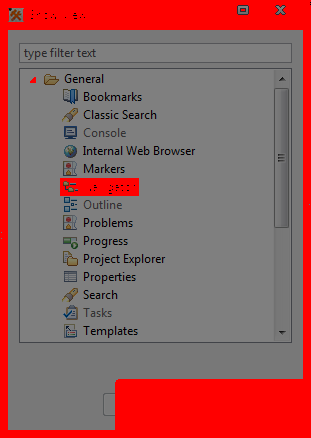 type filter text
General
Bookmarks
Classic Search
Console
Internal Web Browser
Markers
Outline
Problems
Progress
Project Explorer
Properties
Search
Tasks
Templates